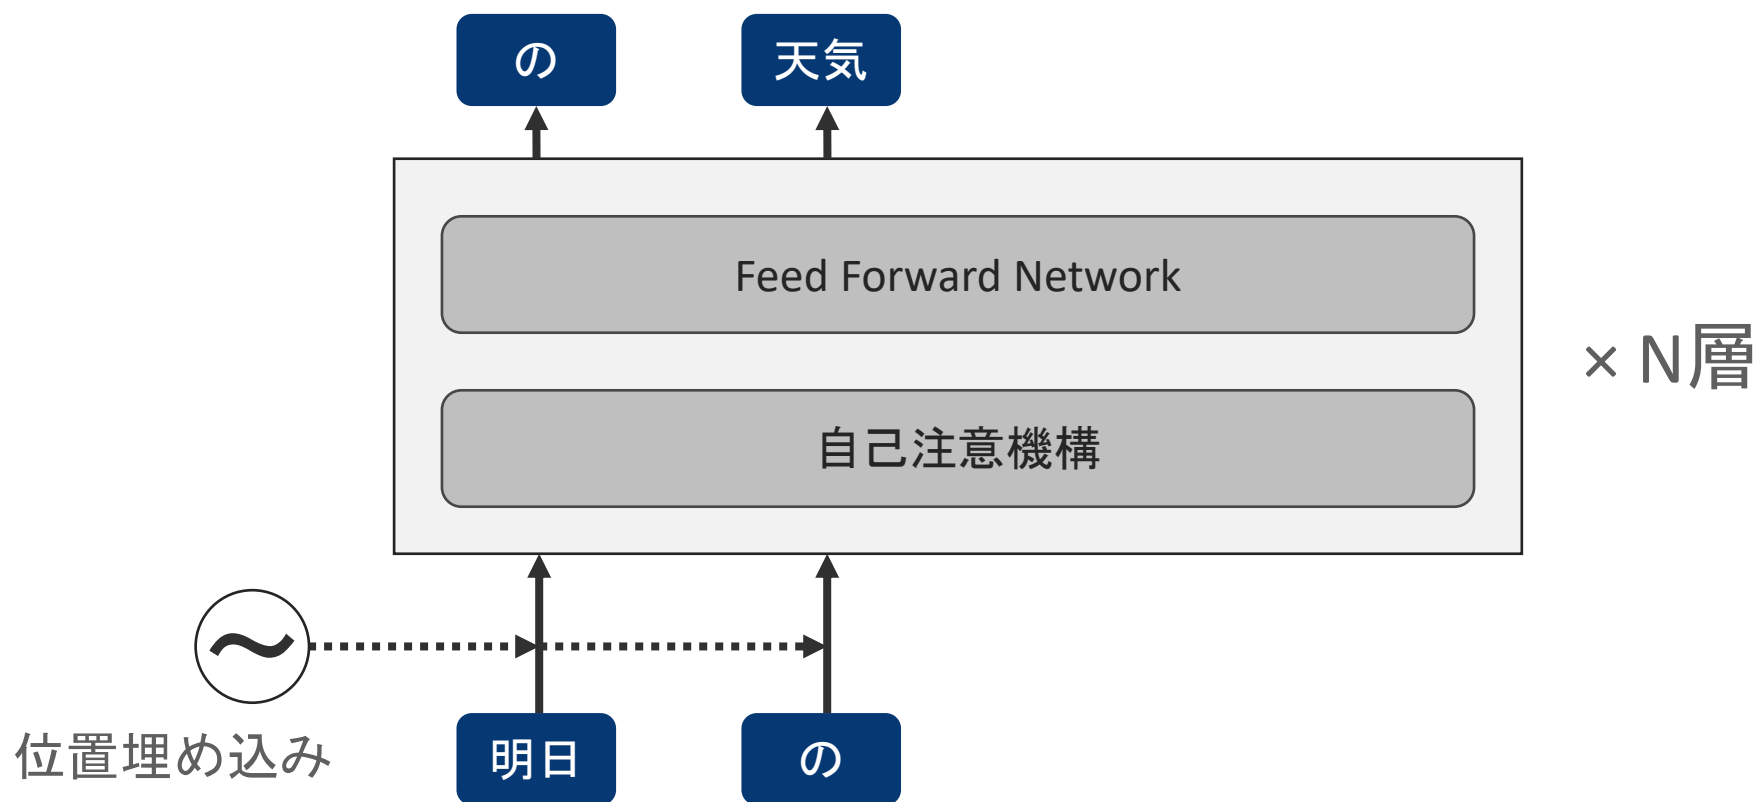 の
天気
Feed Forward Network
× N層
自己注意機構
位置埋め込み
明日
の